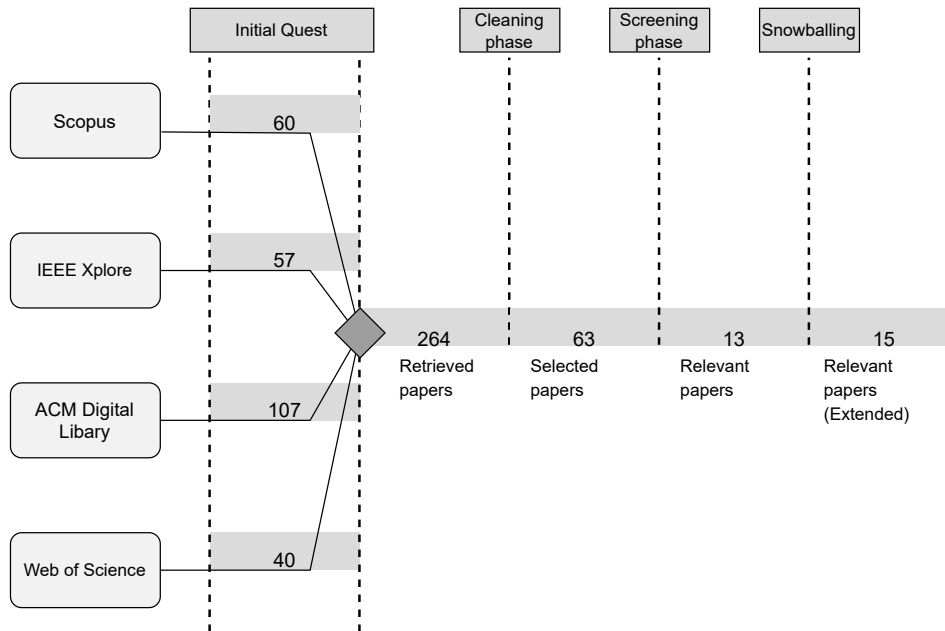 Initial Quest
Cleaning
phase
Screening
phase
Snowballing
Scopus
60
IEEE Xplore
57
264
63
13
15
Retrieved
papers
Selected
papers
Relevant
papers
Relevant
papers
(Extended)
ACM Digital
Libary
107
Web of Science
40